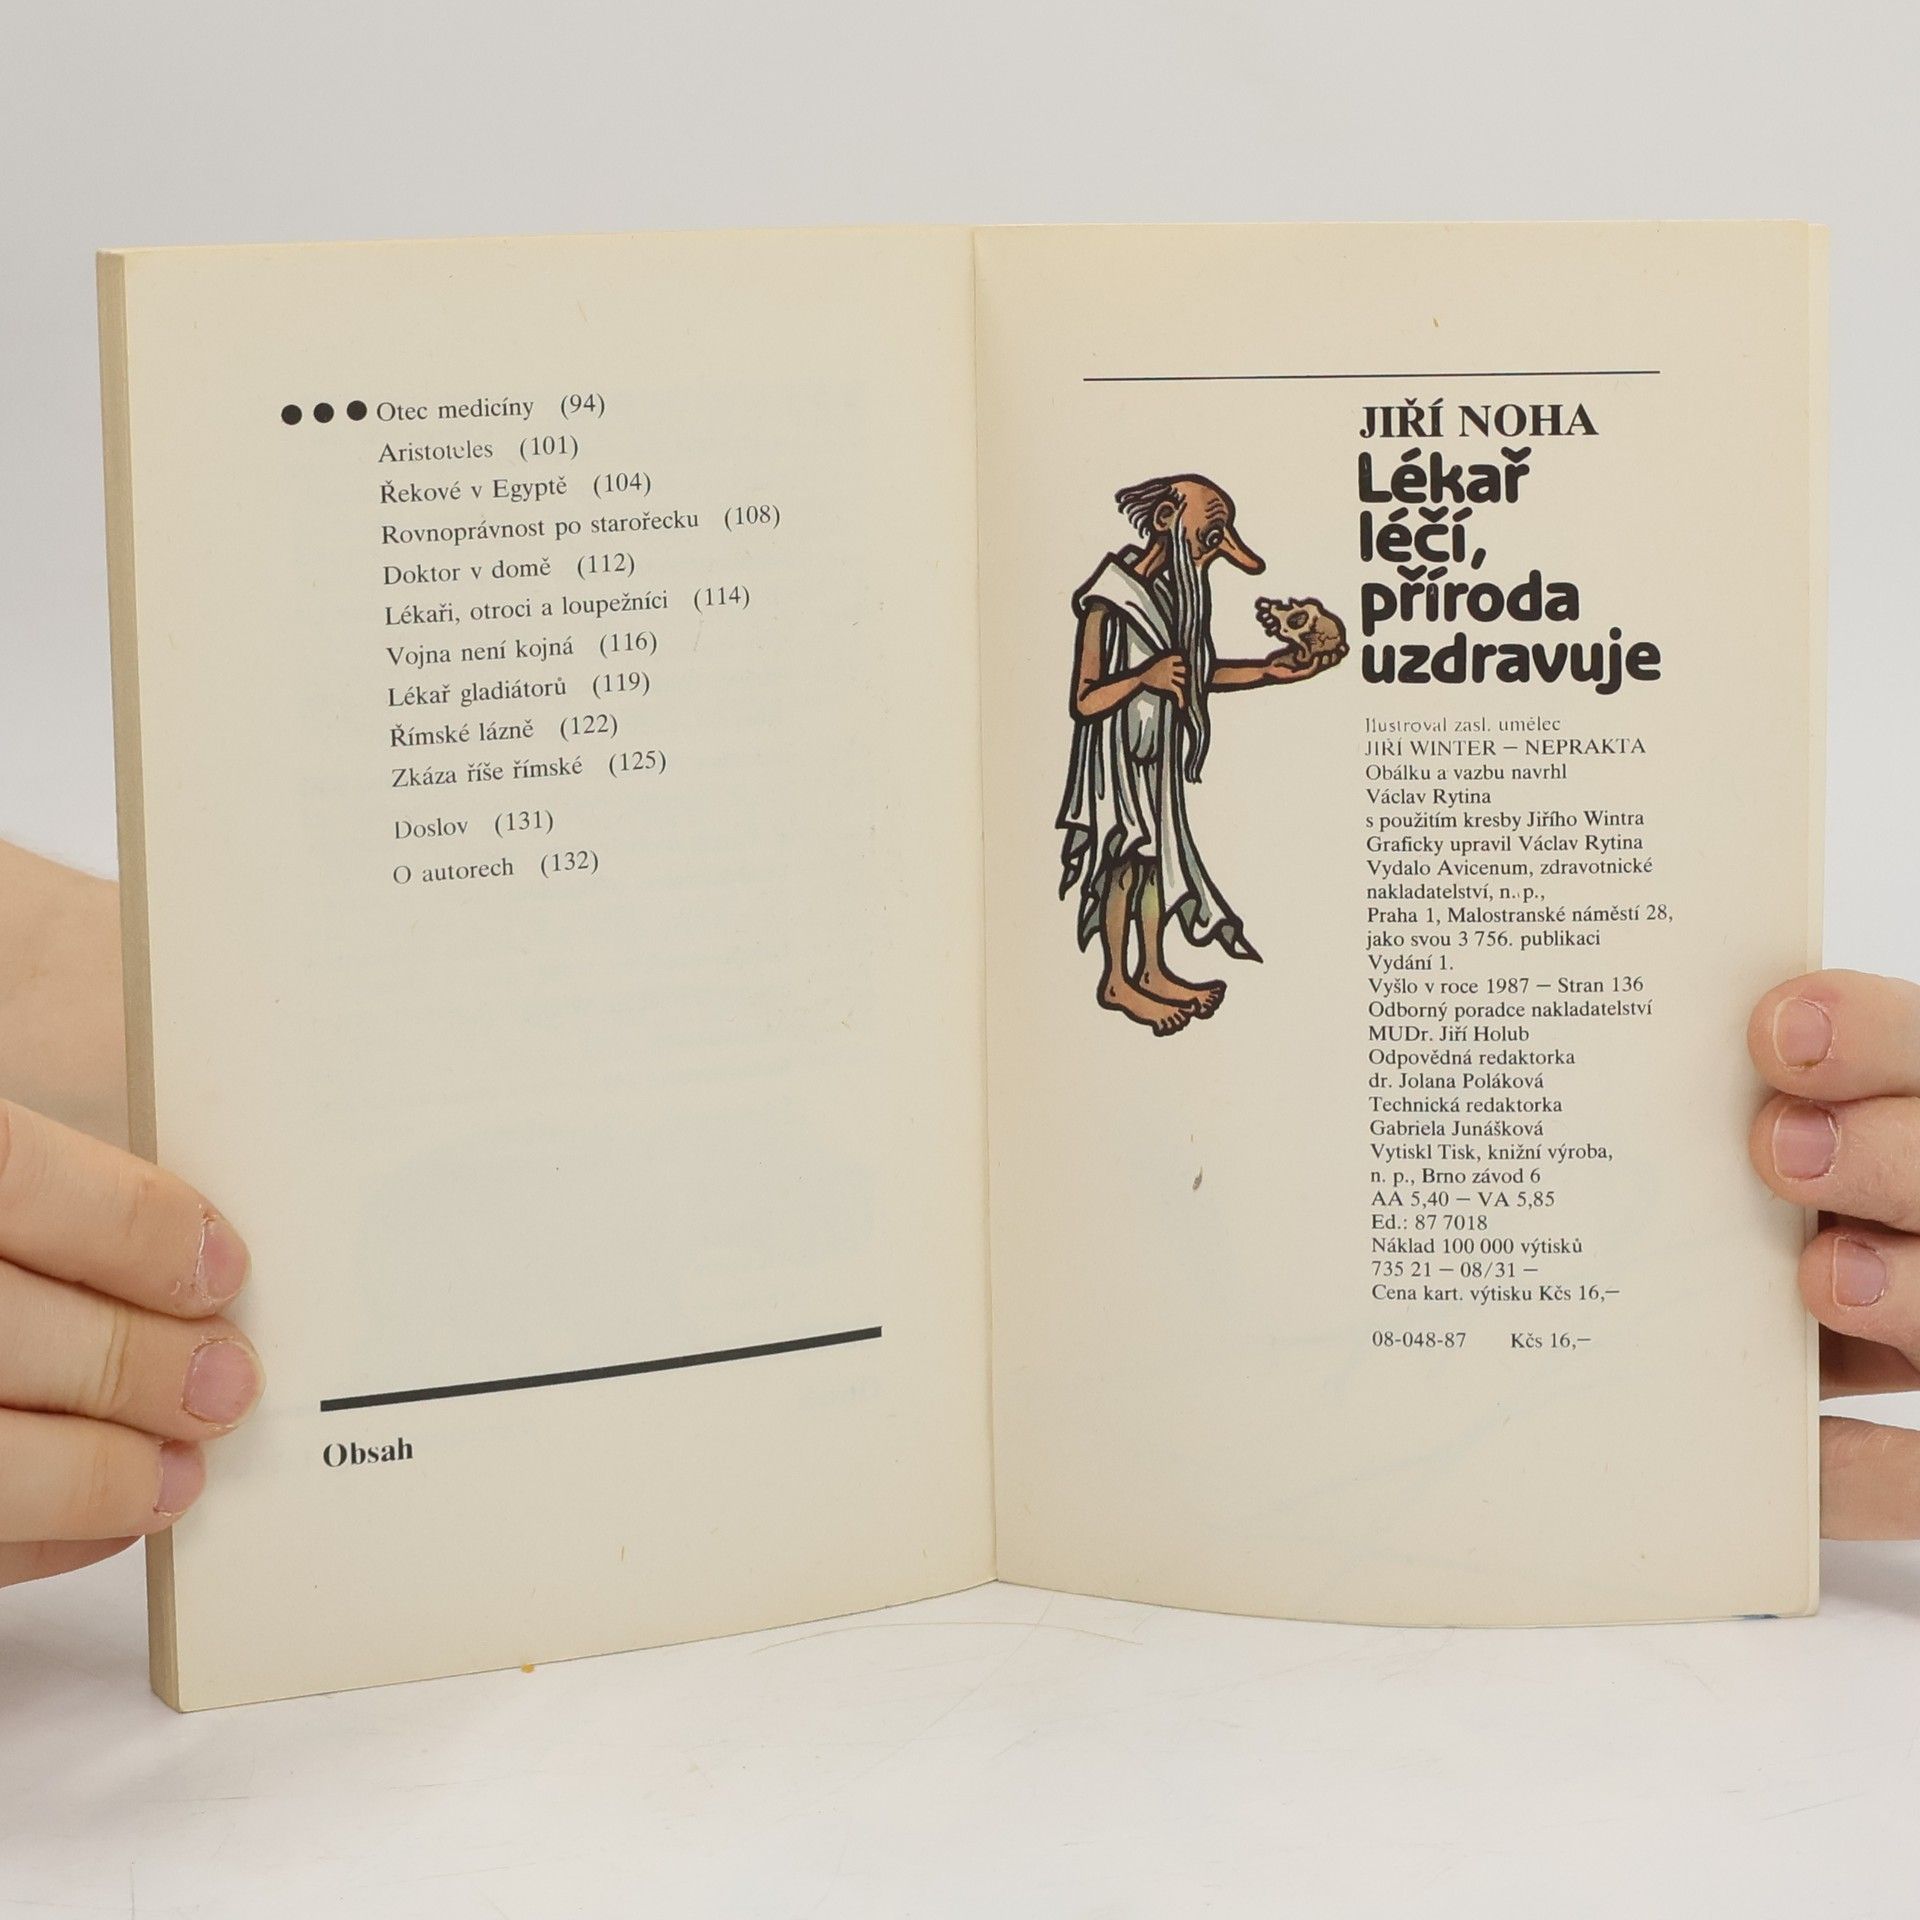 ●●● Otec medicíny (94)
Aristoteles (101)
Řekové v Egyptě (104)
Rovnoprávnost po starořecku (108)
Doktor v domě (112)
Lékaři, otroci a loupežníci (114)
Vojna není kojná (116)
Lékař gladiátorů (119)
Římské lázně (122)
Zkáza říše římské (125)
Doslov (131)
O autorech (132)
Obsah
JIŘÍ NOHA
Lékař
léčí,
příroda
uzdravuje
Ilustroval zasl. umělec
JIŘÍ WINTER – NEPRAKTA
Obálku a vazbu navrhl
Václav Rytina
s použitím kresby Jiřího Wintra
Graficky upravil Václav Rytina
Vydalo Avicenum, zdravotnické
nakladatelství, n. p.,
Praha 1, Malostranské náměstí 28,
jako svou 3 756. publikaci
Vydání 1.
Vyšlo v roce 1987 – Stran 136
Odborný poradce nakladatelství
MUDr. Jiří Holub
Odpovědná redaktorka
dr. Jolana Poláková
Technická redaktorka
Gabriela Junášková
Vytiskl Tisk, knižní výroba,
n. p., Brno závod 6
AA 5,40 – VA 5,85
Ed.: 87 7018
Náklad 100 000 výtisků
735 21 – 08/31 –
Cena kart. výtisku Kčs 16,–
08-048-87 Kčs 16,–